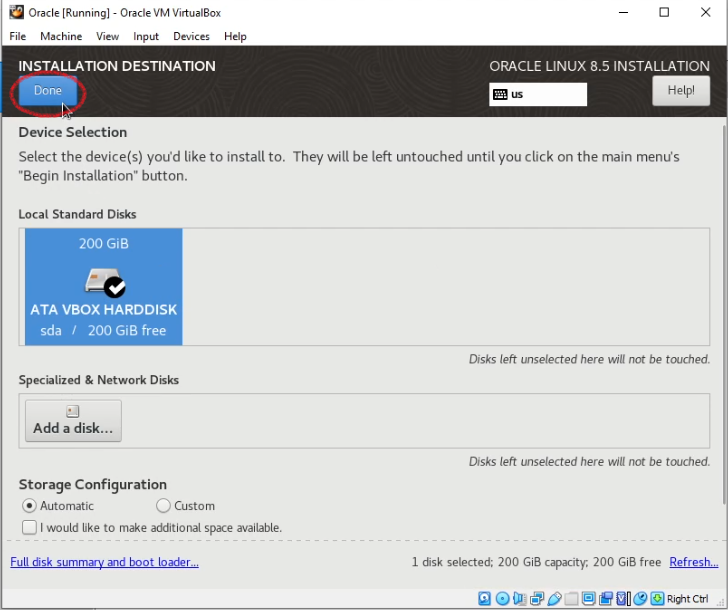 Oracle [Running] - Oracle VM VirtualBox
File Machine View Input Devices Help
INSTALLATION DESTINATION
ORACLE LINUX 8.5 INSTALLATION
Done
us
Help!
Device Selection
Select the device(s) you'd like to install to. They will be left untouched until you click on the main menu's
"Begin Installation" button.
Local Standard Disks
200 GiB
ATA VBOX HARDDISK
sda / 200 GiB free
Disks left unselected here will not be touched.
Specialized & Network Disks
Add a disk...
Disks left unselected here will not be touched.
Storage Configuration
Automatic Custom
I would like to make additional space available.
Full disk summary and boot loader...
1 disk selected; 200 GiB capacity; 200 GiB free Refresh...
Right Ctrl